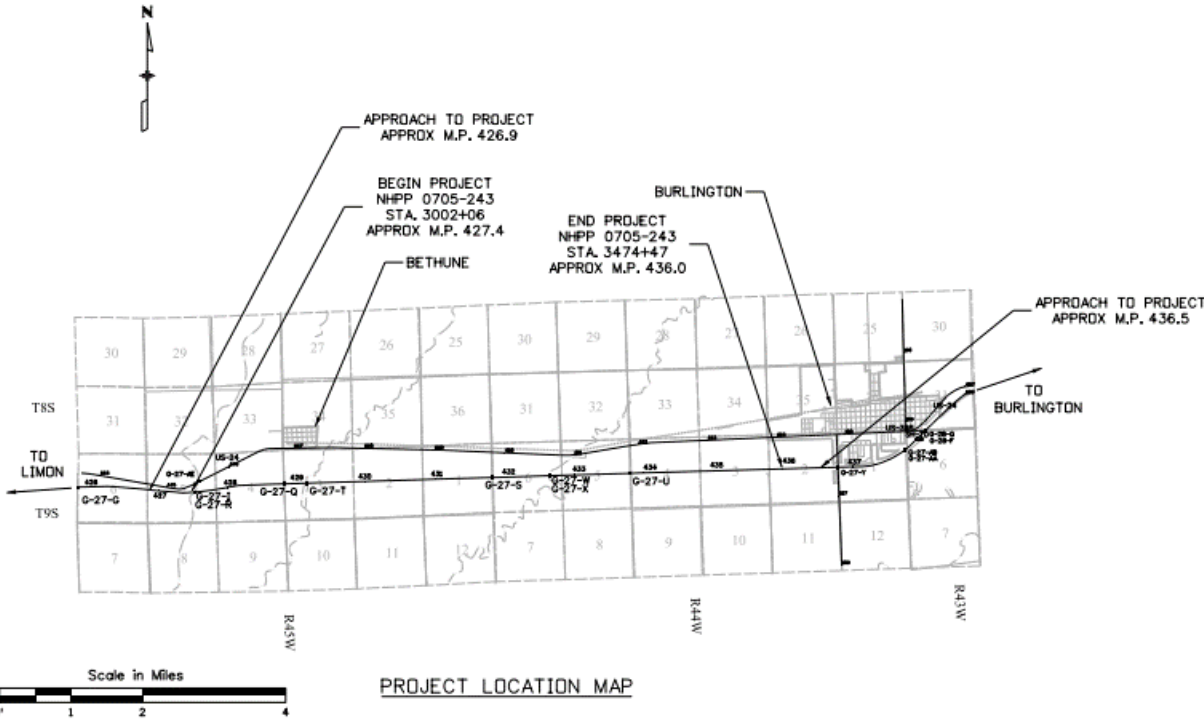 N
APPROACH TO PROJECT
APPROX M.P. 426.9
BEGIN PROJECT
NHPP 0705-243
STA. 3002+06
APPROX M.P. 427.4
BETHUNE
BURLINGTON
END PROJECT
NHPP 0705-243
STA. 3474+47
APPROX M.P. 436.0
APPROACH TO PROJECT
APPROX M.P. 436.5
30 29 28 27 26 25 30 29 28 27 26 25 30
T8S
31 33 35 36 31 32 33 34
TO
BURLINGTON
US-24
US-24
TO
LIMON
T9S
G-27-G
427
G-27-J
G-27-R
G-27-Q
429
G-27-T
430
431
432
G-27-S
433
G-27-W
G-27-X
434
G-27-U
435
436
437
G-27-Y
7 8 9 10 11 12 7 8 9 10 11 12 7
R45W
R44W
R43W
Scale in Miles
1 2 4
PROJECT LOCATION MAP